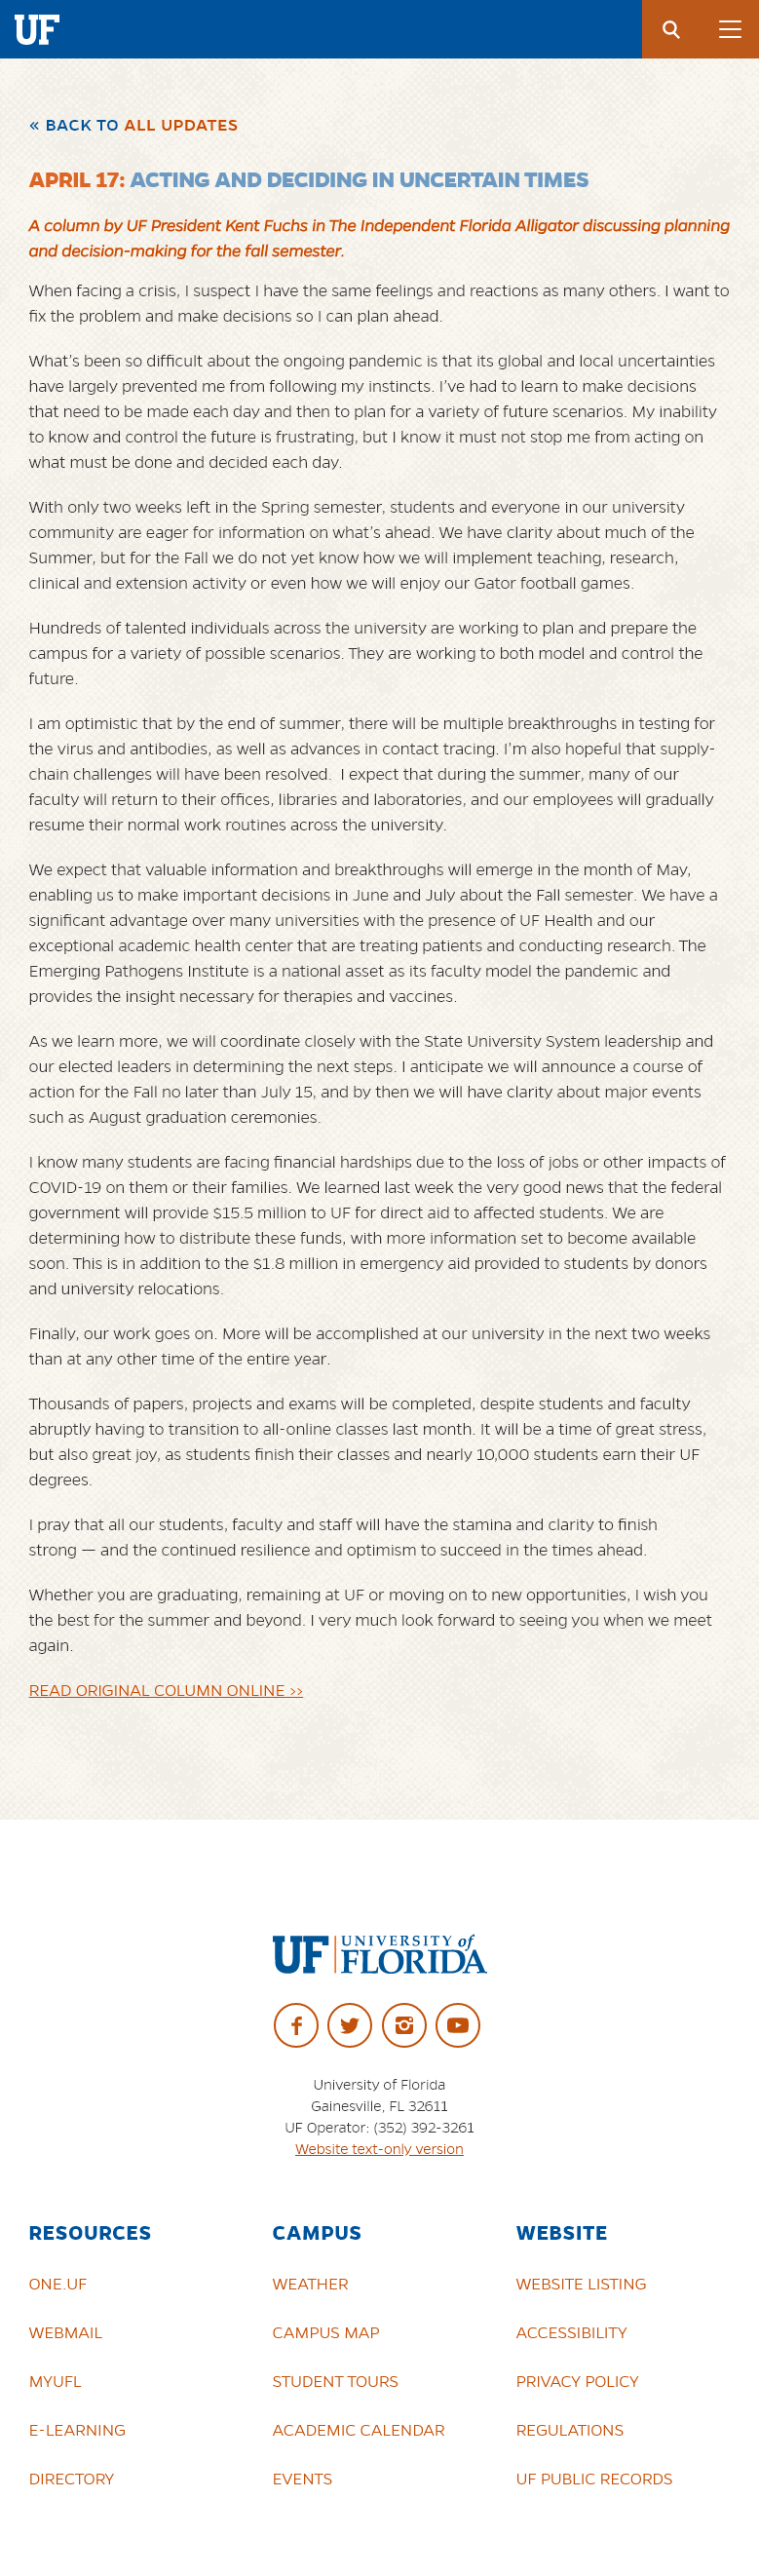 UF
« BACK TO ALL UPDATES
APRIL 17: ACTING AND DECIDING IN UNCERTAIN TIMES
A column by UF President Kent Fuchs in The Independent Florida Alligator discussing planning
and decision-making for the fall semester.
When facing a crisis, I suspect I have the same feelings and reactions as many others. I want to
fix the problem and make decisions so I can plan ahead.
What's been so difficult about the ongoing pandemic is that its global and local uncertainties
have largely prevented me from following my instincts. I've had to learn to make decisions
that need to be made each day and then to plan for a variety of future scenarios. My inability
to know and control the future is frustrating, but I know it must not stop me from acting on
what must be done and decided each day.
With only two weeks left in the Spring semester, students and everyone in our university
community are eager for information on what's ahead. We have clarity about much of the
Summer, but for the Fall we do not yet know how we will implement teaching, research,
clinical and extension activity or even how we will enjoy our Gator football games.
Hundreds of talented individuals across the university are working to plan and prepare the
campus for a variety of possible scenarios. They are working to both model and control the
future.
I am optimistic that by the end of summer, there will be multiple breakthroughs in testing for
the virus and antibodies, as well as advances in contact tracing. I'm also hopeful that supply-
chain challenges will have been resolved.  I expect that during the summer, many of our
faculty will return to their offices, libraries and laboratories, and our employees will gradually
resume their normal work routines across the university.
We expect that valuable information and breakthroughs will emerge in the month of May,
enabling us to make important decisions in June and July about the Fall semester. We have a
significant advantage over many universities with the presence of UF Health and our
exceptional academic health center that are treating patients and conducting research. The
Emerging Pathogens Institute is a national asset as its faculty model the pandemic and
provides the insight necessary for therapies and vaccines.
As we learn more, we will coordinate closely with the State University System leadership and
our elected leaders in determining the next steps. I anticipate we will announce a course of
action for the Fall no later than July 15, and by then we will have clarity about major events
such as August graduation ceremonies.
I know many students are facing financial hardships due to the loss of jobs or other impacts of
COVID-19 on them or their families. We learned last week the very good news that the federal
government will provide $15.5 million to UF for direct aid to affected students. We are
determining how to distribute these funds, with more information set to become available
soon. This is in addition to the $1.8 million in emergency aid provided to students by donors
and university relocations.
Finally, our work goes on. More will be accomplished at our university in the next two weeks
than at any other time of the entire year.
Thousands of papers, projects and exams will be completed, despite students and faculty
abruptly having to transition to all-online classes last month. It will be a time of great stress,
but also great joy, as students finish their classes and nearly 10,000 students earn their UF
degrees.
I pray that all our students, faculty and staff will have the stamina and clarity to finish
strong — and the continued resilience and optimism to succeed in the times ahead.
Whether you are graduating, remaining at UF or moving on to new opportunities, I wish you
the best for the summer and beyond. I very much look forward to seeing you when we meet
again.
READ ORIGINAL COLUMN ONLINE >>
UF UNIVERSITY of
FLORIDA
University of Florida
Gainesville, FL 32611
UF Operator: (352) 392-3261
Website text-only version
RESOURCES CAMPUS WEBSITE
ONE.UF WEATHER WEBSITE LISTING
WEBMAIL CAMPUS MAP ACCESSIBILITY
MYUFL STUDENT TOURS PRIVACY POLICY
E-LEARNING ACADEMIC CALENDAR REGULATIONS
DIRECTORY EVENTS UF PUBLIC RECORDS